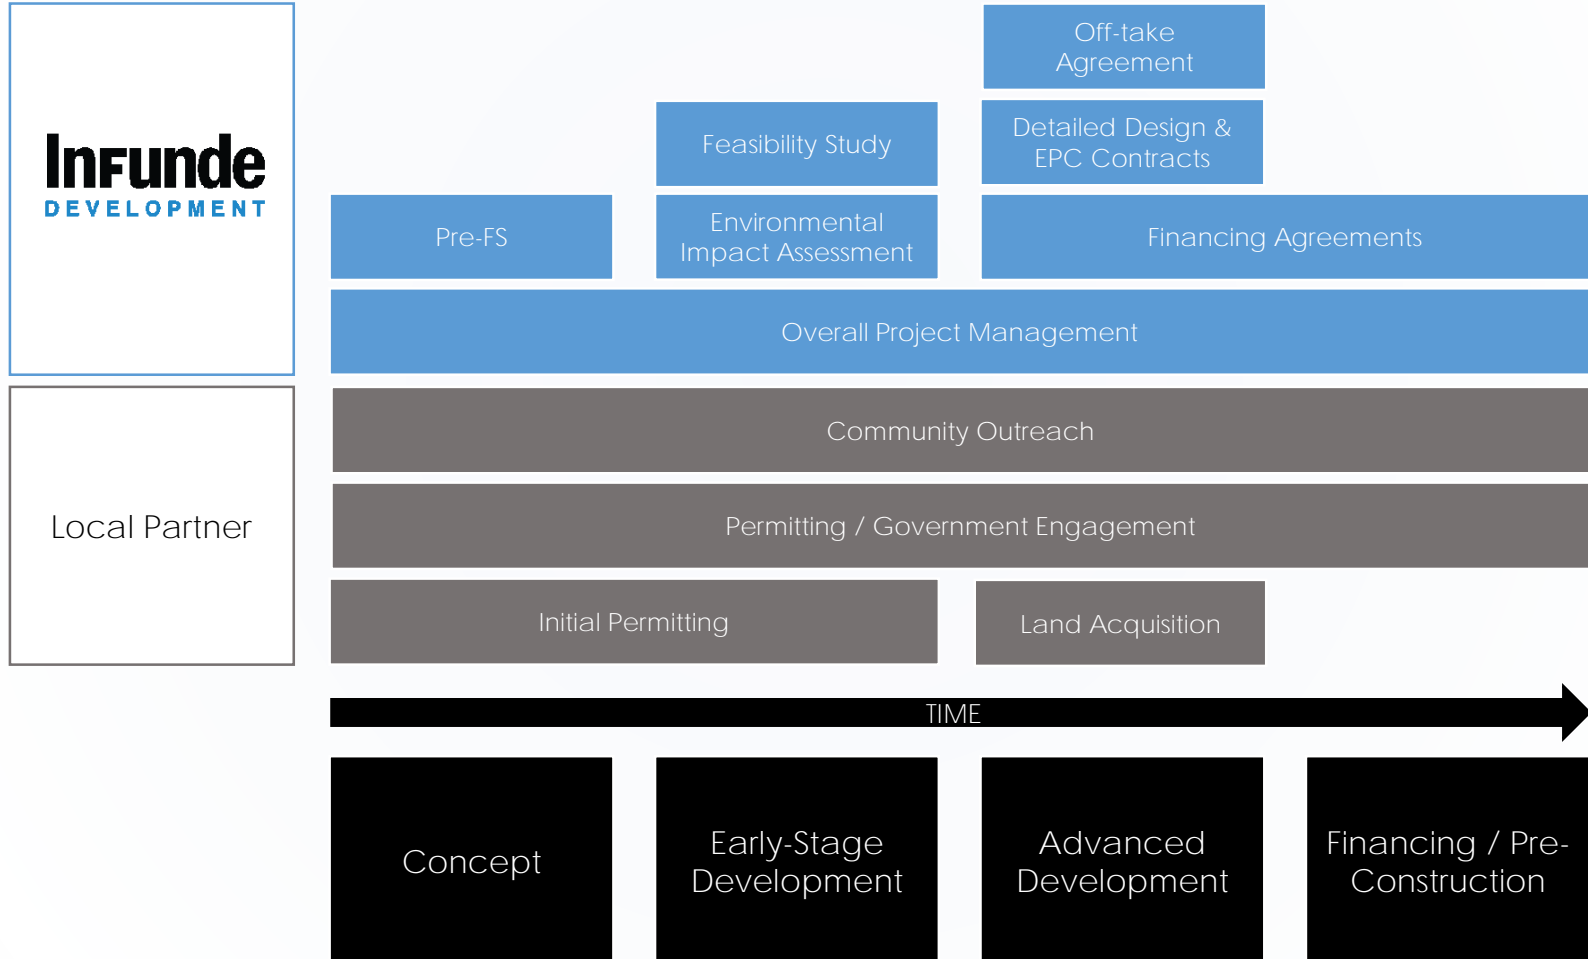 Off-take
Agreement
Feasibility Study
Detailed Design &
EPC Contracts
InFunde
DEVELOPMENT
Pre-FS
Environmental
Impact Assessment
Financing Agreements
Overall Project Management
Community Outreach
Local Partner
Permitting / Government Engagement
Initial Permitting
Land Acquisition
TIME
Concept
Early-Stage
Development
Advanced
Development
Financing / Pre-
Construction